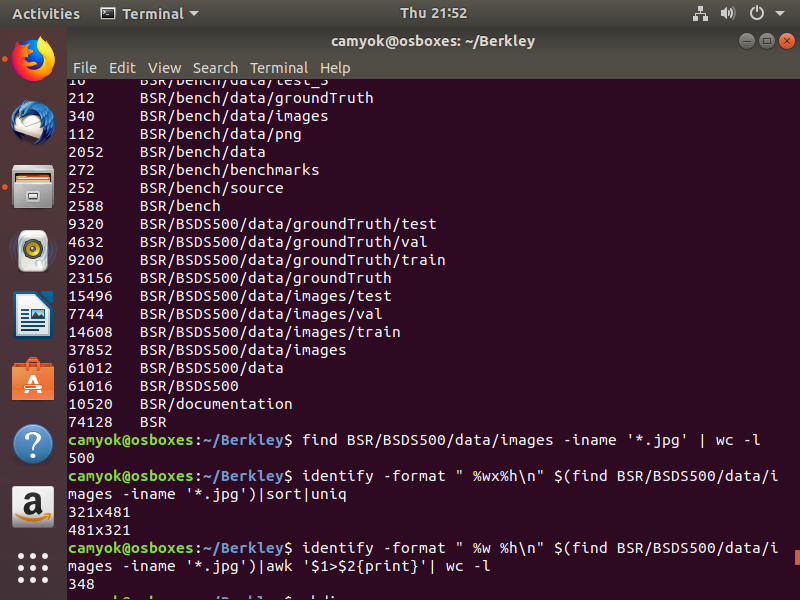 Activities Terminal Thu 21:52
camyok@osboxes: ~/Berkley
File Edit View Search Terminal Help
16 BSR/bench/data/test_3
212 BSR/bench/data/groundTruth
340 BSR/bench/data/images
112 BSR/bench/data/png
2052 BSR/bench/data
272 BSR/bench/benchmarks
252 BSR/bench/source
2588 BSR/bench
9320 BSR/BSDS500/data/groundTruth/test
4632 BSR/BSDS500/data/groundTruth/val
9200 BSR/BSDS500/data/groundTruth/train
23156 BSR/BSDS500/data/groundTruth
15496 BSR/BSDS500/data/images/test
7744 BSR/BSDS500/data/images/val
14608 BSR/BSDS500/data/images/train
37852 BSR/BSDS500/data/images
61012 BSR/BSDS500/data
61016 BSR/BSDS500
10520 BSR/documentation
74128 BSR
camyok@osboxes:~/Berkley$ find BSR/BSDS500/data/images -iname '*.jpg' | wc -l
500
camyok@osboxes:~/Berkley$ identify -format " %wx%h\n" $(find BSR/BSDS500/data/i
mages -iname '*.jpg')|sort|uniq
321x481
481x321
camyok@osboxes:~/Berkley$ identify -format " %w %h\n" $(find BSR/BSDS500/data/i
mages -iname '*.jpg')|awk '$1>$2{print}'| wc -l
348